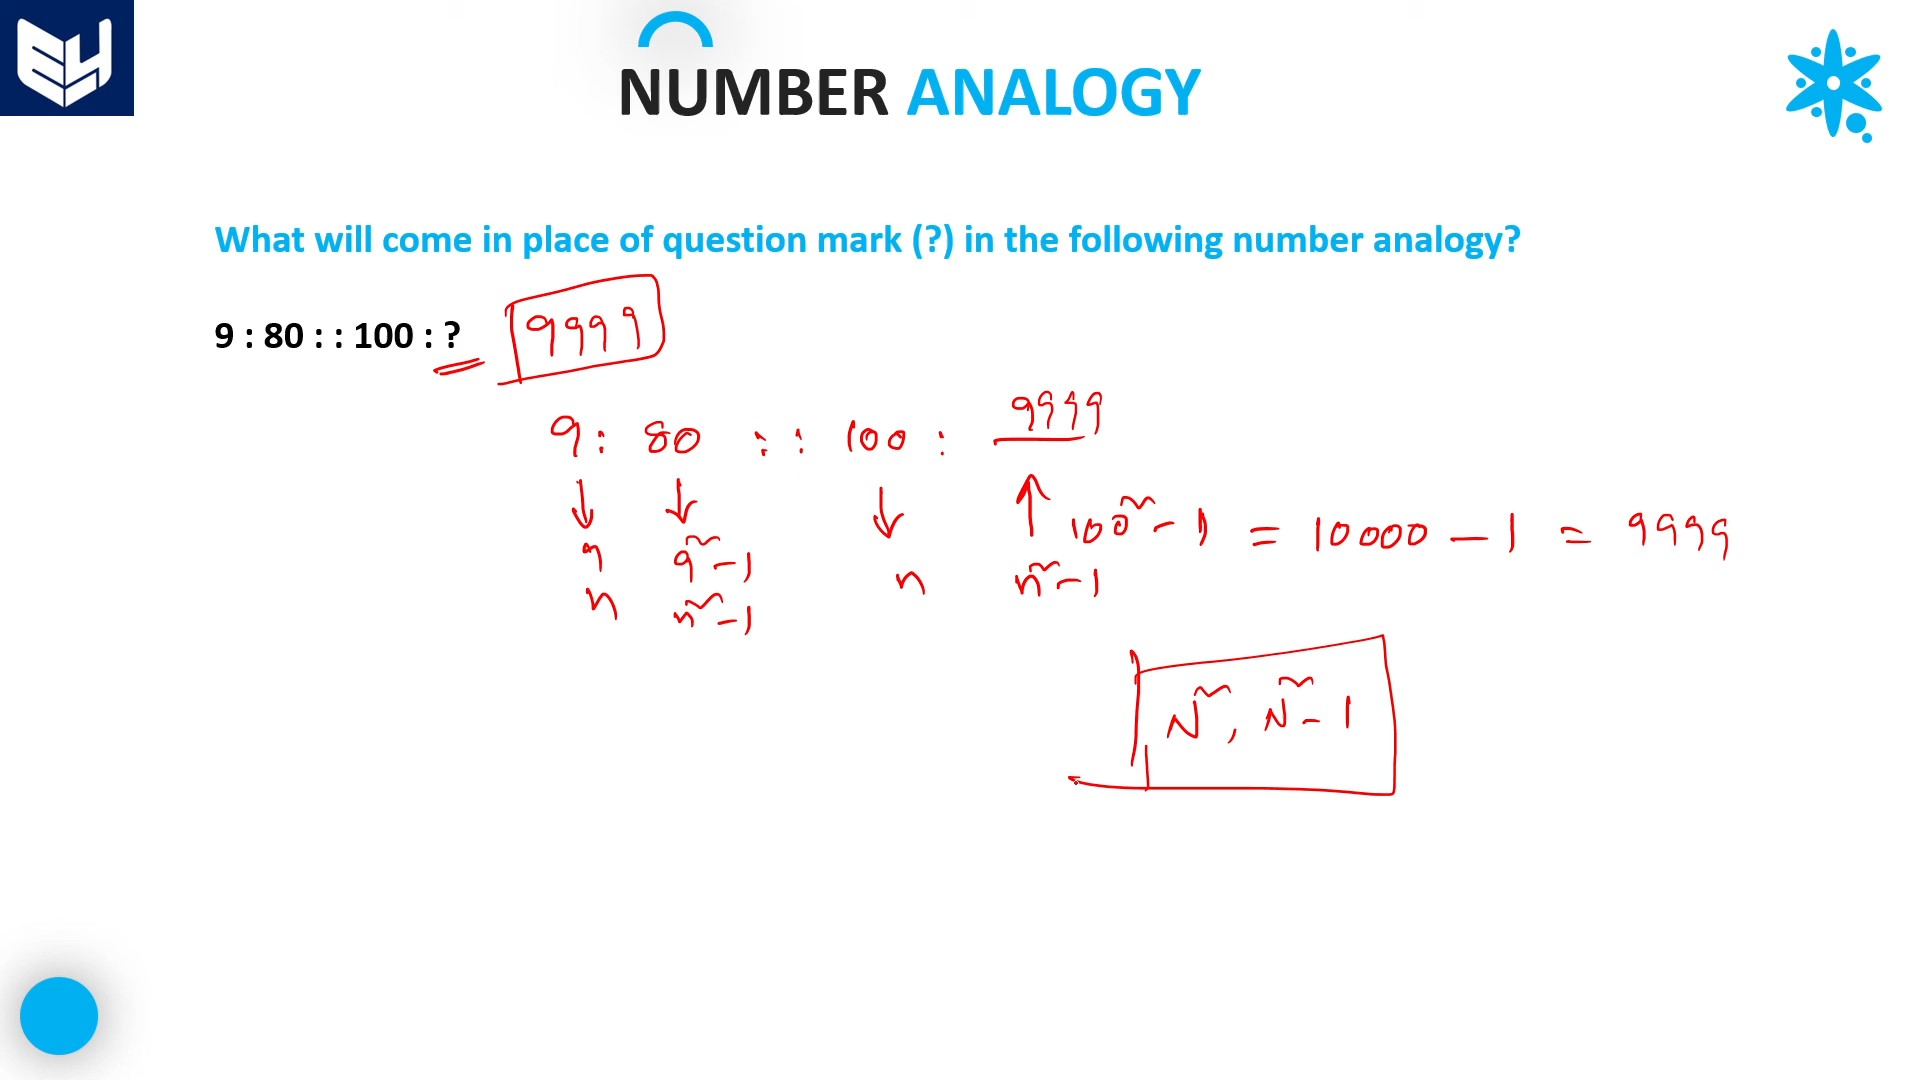 NUMBER ANALOGY
What will come in place of question mark (?) in the following number analogy?
9 : 80 : : 100 : ? 9999
9 : 80 : : 100 : 9999
100² - 1 = 10000 - 1 = 9999
9 9² - 1 n n² - 1
n n² - 1
N², N² - 1